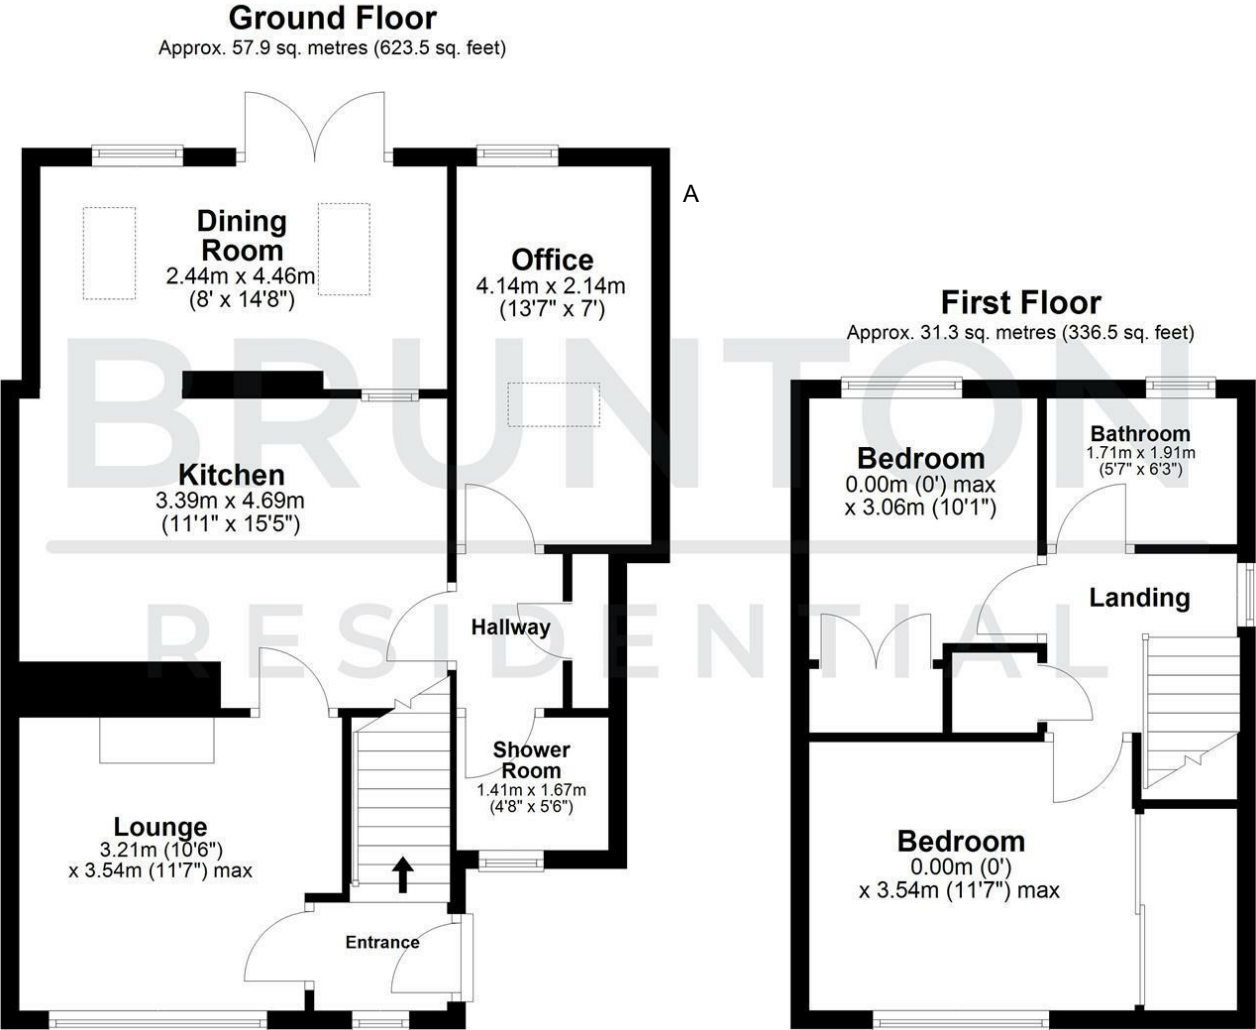 Ground Floor
Approx. 57.9 sq. metres (623.5 sq. feet)
A
Dining
Room
2.44m x 4.46m
(8' x 14'8")
Office
4.14m x 2.14m
(13'7" x 7')
Kitchen
3.39m x 4.69m
(11'1" x 15'5")
Hallway
Shower
Room
1.41m x 1.67m
(4'8" x 5'6")
Lounge
3.21m (10'6")
x 3.54m (11'7") max
Entrance
First Floor
Approx. 31.3 sq. metres (336.5 sq. feet)
Bedroom
0.00m (0') max
x 3.06m (10'1")
Bathroom
1.71m x 1.91m
(5'7" x 6'3")
Landing
Bedroom
0.00m (0')
x 3.54m (11'7") max
BRUNTON
RESIDENTIAL